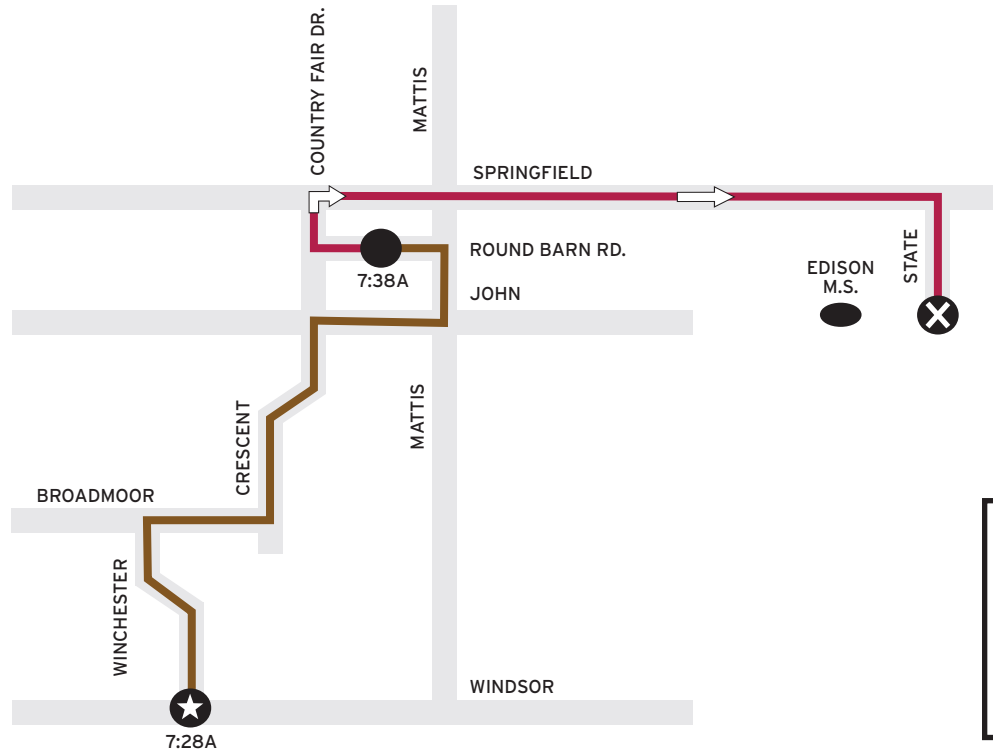 COUNTRY FAIR DR.
MATTIS
SPRINGFIELD
ROUND BARN RD.
7:38A
JOHN
EDISON
M.S.
STATE
MATTIS
CRESCENT
BROADMOOR
WINCHESTER
WINDSOR
7:28A